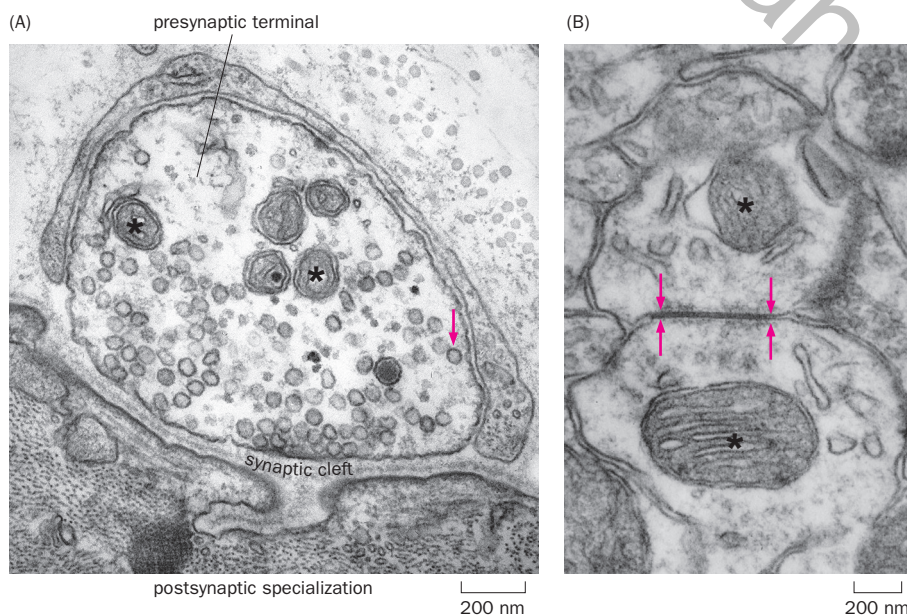 (A)
presynaptic terminal
synaptic cleft
postsynaptic specialization
200 nm
(B)
200 nm